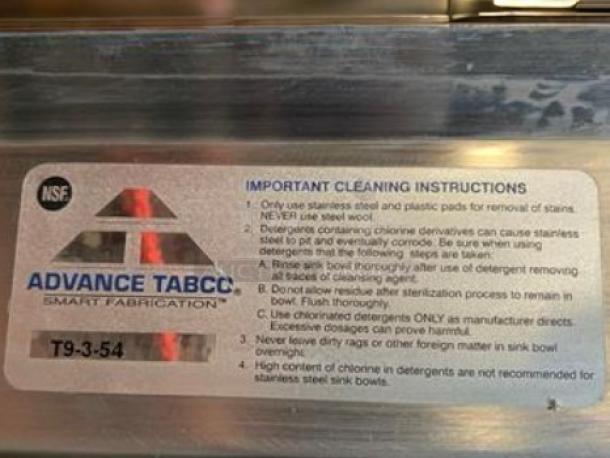 NSF
ADVANCE TABCO®
SMART FABRICATION™
T9-3-54
IMPORTANT CLEANING INSTRUCTIONS
1. Only use stainless steel and plastic pads for removal of stains.
NEVER use steel wool.
2. Detergents containing chlorine derivatives can cause stainless
steel to pit and eventually corrode. Be sure when using
detergents that the following steps are taken:
A. Rinse sink bowl thoroughly after use of detergent removing
all traces of cleansing agent.
B. Do not allow residue after sterilization process to remain in
bowl. Flush thoroughly.
C. Use chlorinated detergents ONLY as manufacturer directs.
Excessive dosages can prove harmful.
3. Never leave dirty rags or other foreign matter in sink bowl
overnight.
4. High content of chlorine in detergents are not recommended for
stainless steel sink bowls.